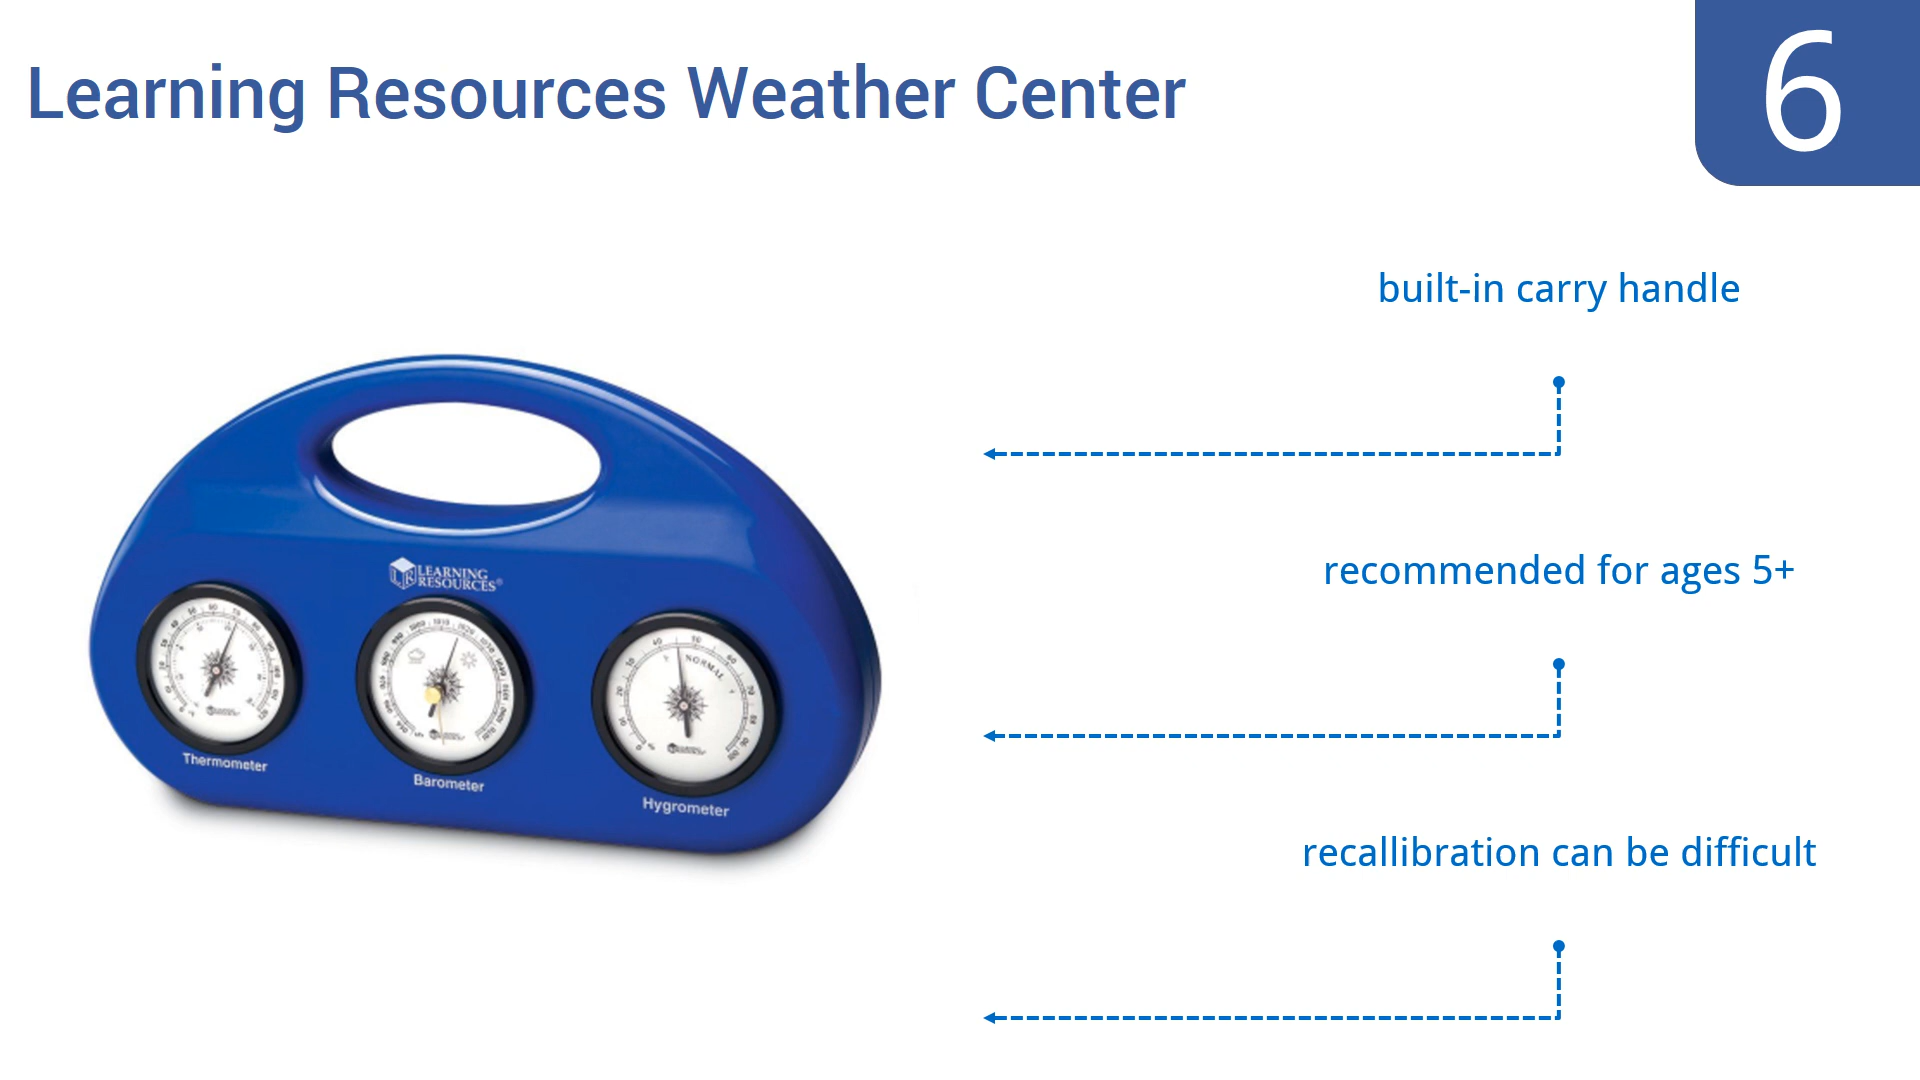 Learning Resources Weather Center
6
built-in carry handle
recommended for ages 5+
recallibration can be difficult
LEARNING
RESOURCES®
Thermometer
Barometer
Hygrometer
NORMAL